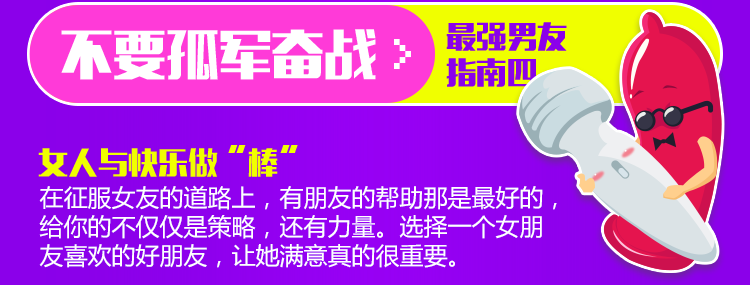 不要孤军奋战
最强男友
指南四
女人与快乐做“棒”
在征服女友的道路上，有朋友的帮助那是最好的，
给你的不仅仅是策略，还有力量。选择一个女朋
友喜欢的好朋友，让她满意真的很重要。